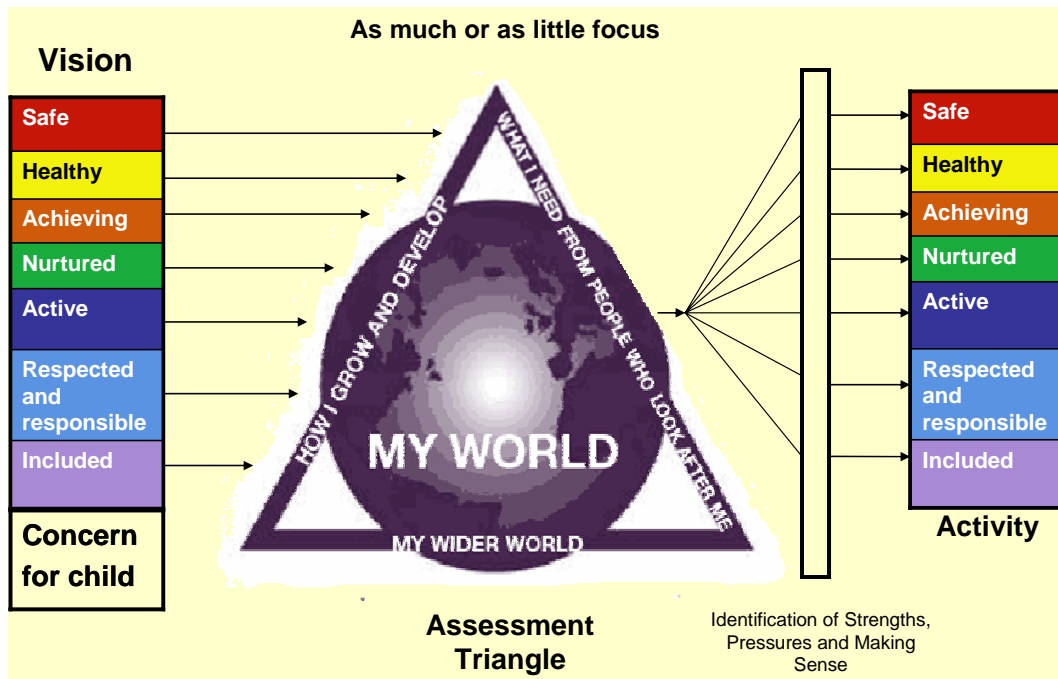 As much or as little focus
Vision
Safe
Healthy
Achieving
Nurtured
Active
Respected
and
responsible
Included
Concern
for child
HOW I GROW AND DEVELOP
WHAT I NEED FROM PEOPLE WHO LOOK AFTER ME
MY WORLD
MY WIDER WORLD
Assessment
Triangle
Identification of Strengths,
Pressures and Making
Sense
Safe
Healthy
Achieving
Nurtured
Active
Respected
and
responsible
Included
Activity